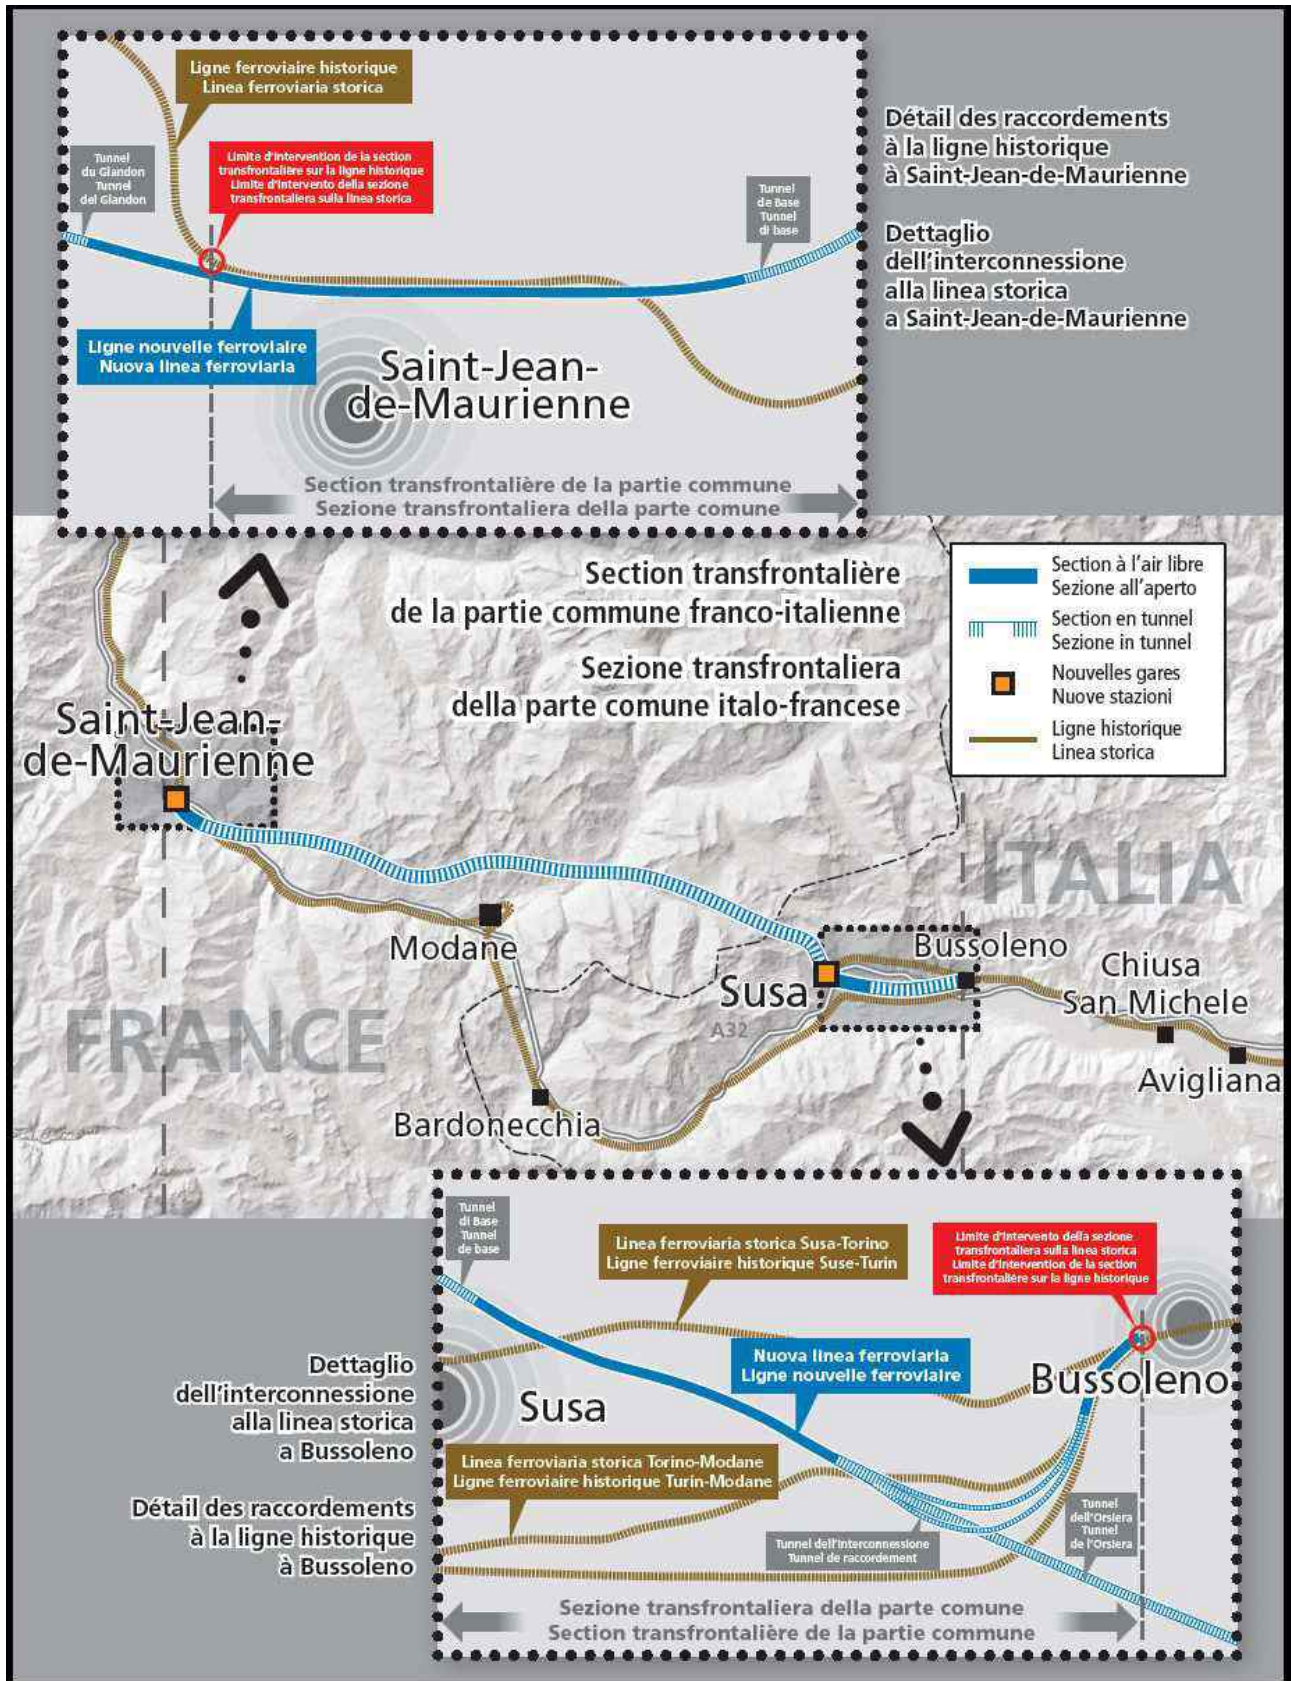 Ligne ferroviaire historique
Linea ferroviaria storica
Tunnel
du Glandon
Tunnel
del Glandon
Limite d'intervention de la section
transfrontalière sur la ligne historique
Limite d'intervento della sezione
transfrontaliera sulla linea storica
Tunnel
de Base
Tunnel
di base
Ligne nouvelle ferroviaire
Nuova linea ferroviaria
Saint-Jean-
de-Maurienne
Section transfrontalière de la partie commune
Sezione transfrontaliera della parte comune
Détail des raccordements
à la ligne historique
à Saint-Jean-de-Maurienne
Dettaglio
dell'interconnessione
alla linea storica
a Saint-Jean-de-Maurienne
Section transfrontalière
de la partie commune franco-italienne
Sezione transfrontaliera
della parte comune italo-francese
Section à l'air libre
Sezione all'aperto
Section en tunnel
Sezione in tunnel
Nouvelles gares
Nuove stazioni
Ligne historique
Linea storica
Saint-Jean-
de-Maurienne
ITALIA
Modane
Bussoleno
Susa
Chiusa
San Michele
A32
FRANCE
Avigliana
Bardonecchia
Tunnel
di Base
Tunnel
de base
Linea ferroviaria storica Susa-Torino
Ligne ferroviaire historique Suse-Turin
Limite d'intervento della sezione
transfrontaliera sulla linea storica
Limite d'intervention de la section
transfrontalière sur la ligne historique
Nuova linea ferroviaria
Ligne nouvelle ferroviaire
Bussoleno
Susa
Linea ferroviaria storica Torino-Modane
Ligne ferroviaire historique Turin-Modane
Tunnel dell'interconnessione
Tunnel de raccordement
Tunnel
dell'Orsiera
Tunnel
de l'Orsiera
Sezione transfrontaliera della parte comune
Section transfrontalière de la partie commune
Dettaglio
dell'interconnessione
alla linea storica
a Bussoleno
Détail des raccordements
à la ligne historique
à Bussoleno